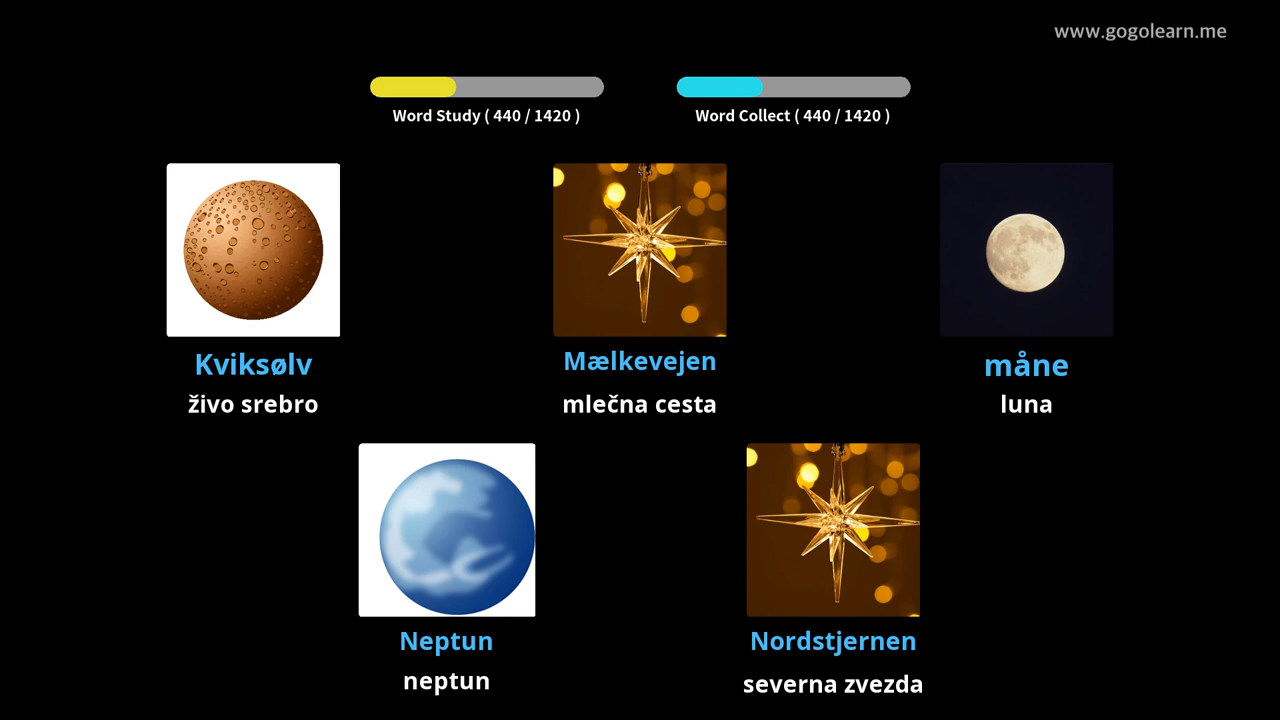 www.gogolearn.me
Word Study ( 440 / 1420 )
Word Collect ( 440 / 1420 )
Kviksølv
živo srebro
Mælkevejen
mlečna cesta
måne
luna
Neptun
neptun
Nordstjernen
severna zvezda